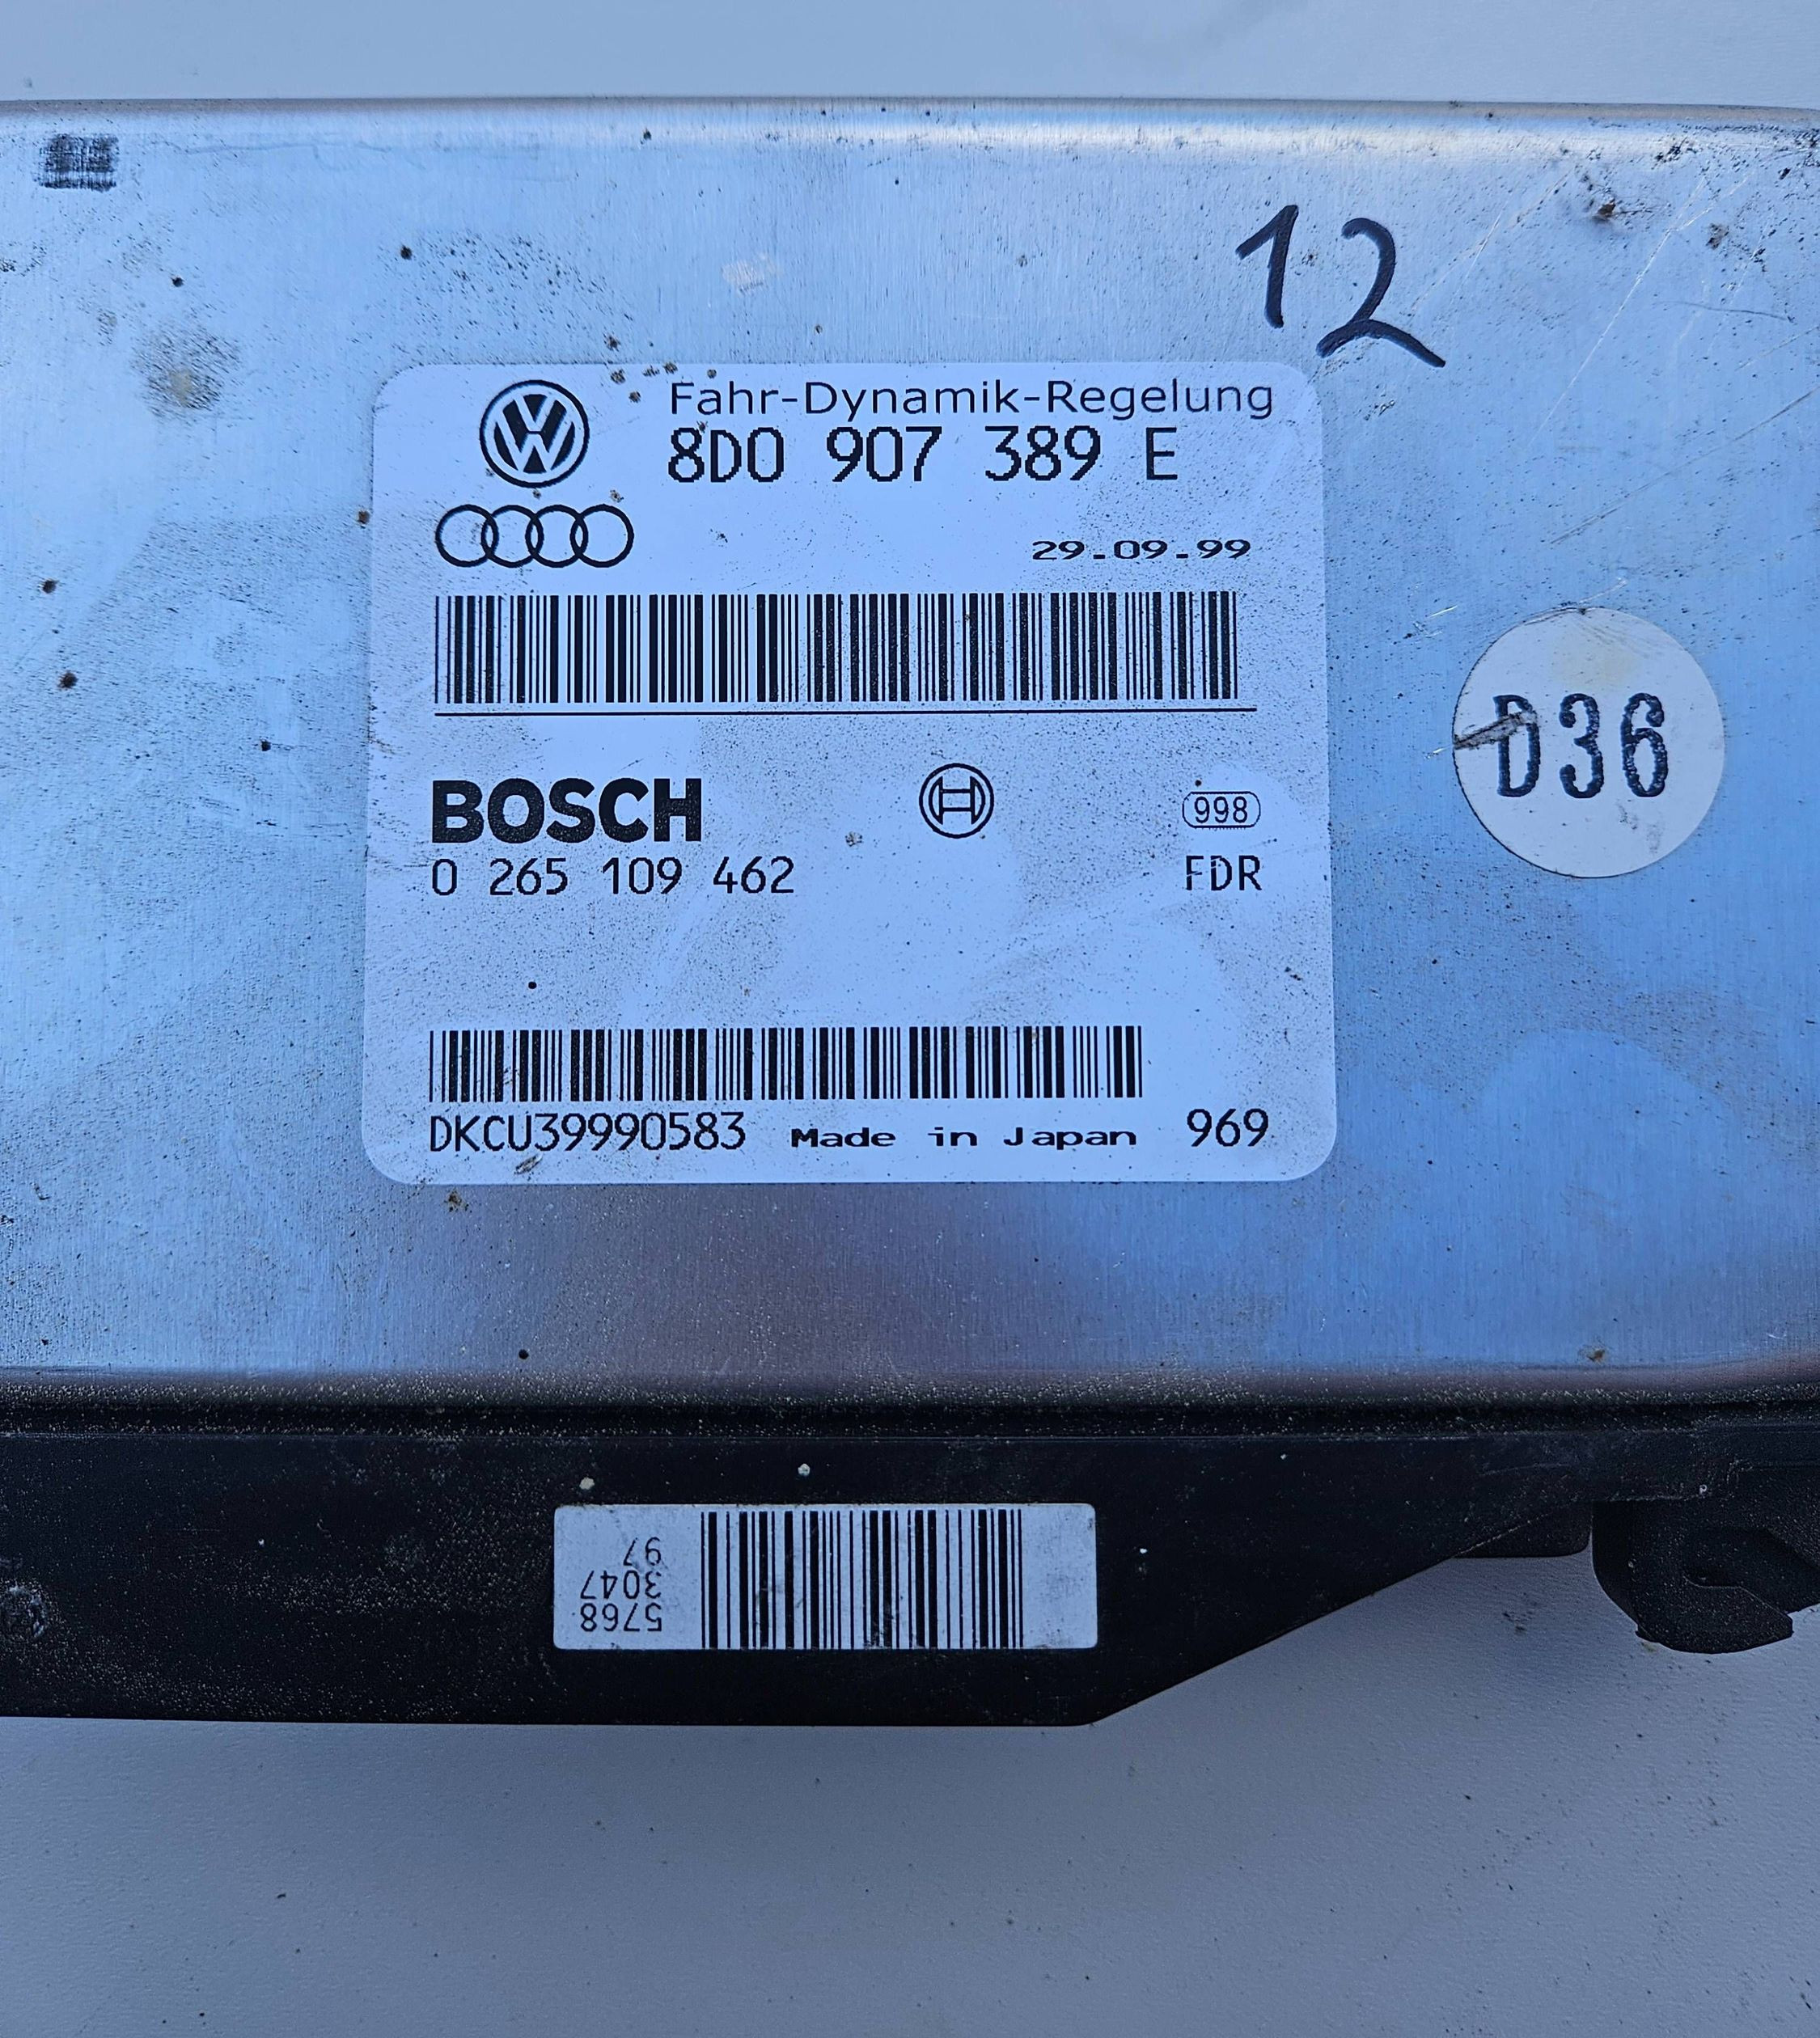 12
Fahr-Dynamik-Regelung
8D0 907 389 E
29.09.99
D36
BOSCH
998
0 265 109 462
FDR
DKCU39990583 Made in Japan 969
5768
3047
97